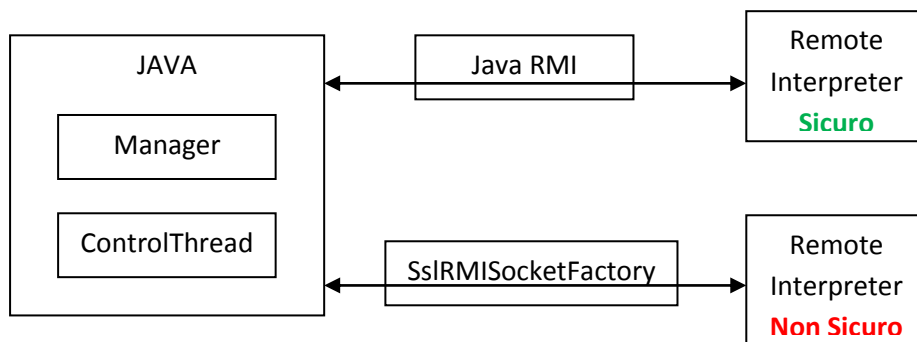 JAVA
Manager
ControlThread
Java RMI
SslRMISocketFactory
Remote
Interpreter
Sicuro
Remote
Interpreter
Non Sicuro